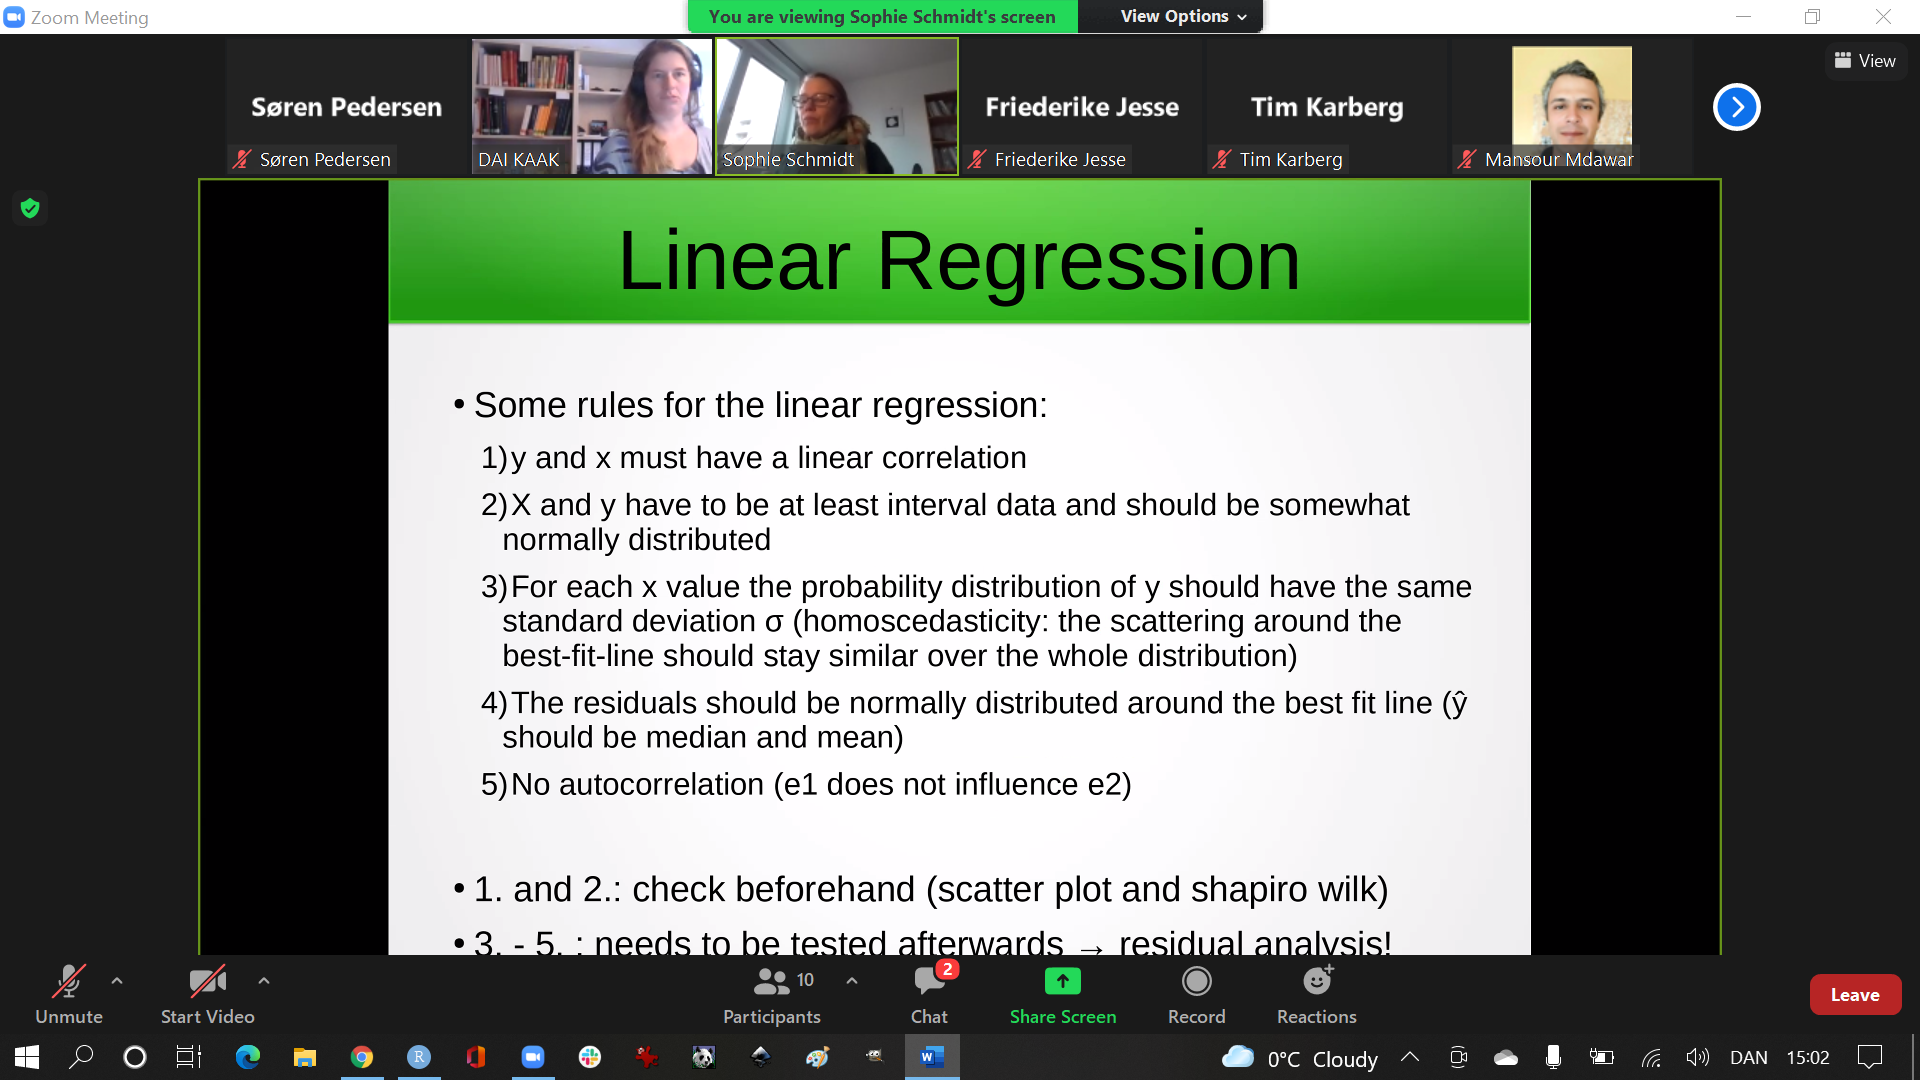 Zoom Meeting
You are viewing Sophie Schmidt's screen
View Options
View
Søren Pedersen
Friederike Jesse
Tim Karberg
Søren Pedersen
DAI KAAK
Sophie Schmidt
Friederike Jesse
Tim Karberg
Mansour Mdawar
Linear Regression
• Some rules for the linear regression:
1) y and x must have a linear correlation
2) X and y have to be at least interval data and should be somewhat
normally distributed
3) For each x value the probability distribution of y should have the same
standard deviation σ (homoscedasticity: the scattering around the
best-fit-line should stay similar over the whole distribution)
4) The residuals should be normally distributed around the best fit line (ŷ
should be median and mean)
5) No autocorrelation (e1 does not influence e2)
• 1. and 2.: check beforehand (scatter plot and shapiro wilk)
• 3. - 5. : needs to be tested afterwards → residual analysis!
Unmute
Start Video
10
Participants
2
Chat
Share Screen
Record
Reactions
Leave
R
W
0°C Cloudy
DAN
15:02